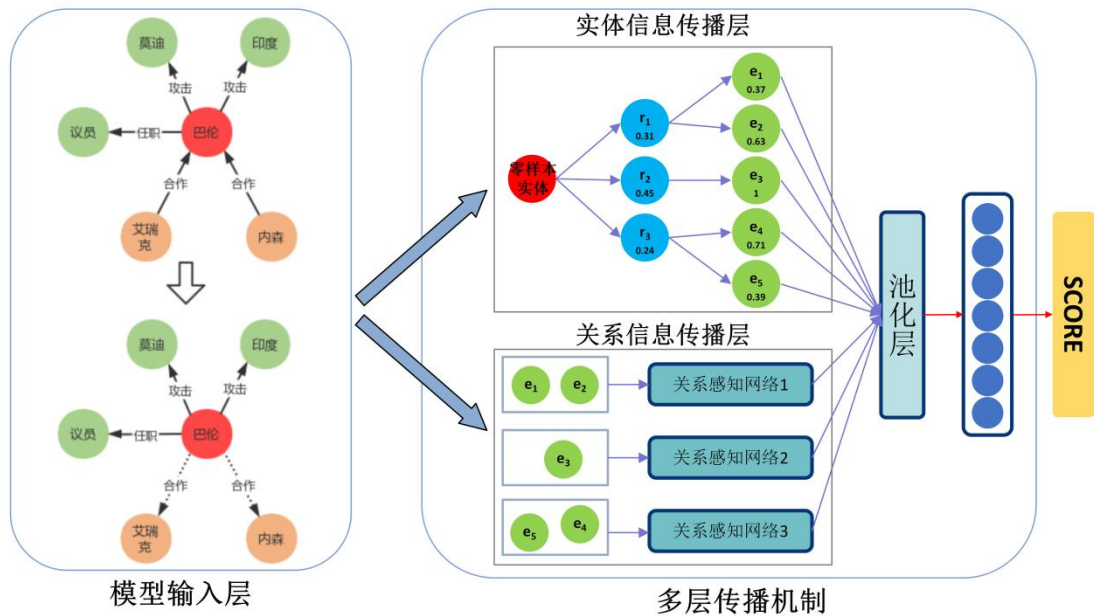 莫迪
印度
攻击
攻击
议员
任职
巴伦
合作
合作
艾瑞
克
内森
莫迪
印度
攻击
攻击
议员
任职
巴伦
合作
合作
艾瑞
克
内森
模型输入层
实体信息传播层
零样本
实体
r1
0.31
r2
0.45
r3
0.24
e1
0.37
e2
0.63
e3
1
e4
0.71
e5
0.39
关系信息传播层
e1 e2
关系感知网络1
e3
关系感知网络2
e5 e4
关系感知网络3
池化层
SCORE
多层传播机制